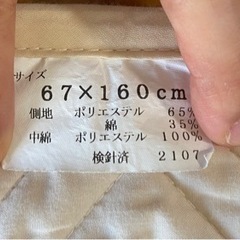 サイズ
67×160cm
側地 ポリエステル 65%
綿 35%
中綿 ポリエステル 100%
検針済 2107